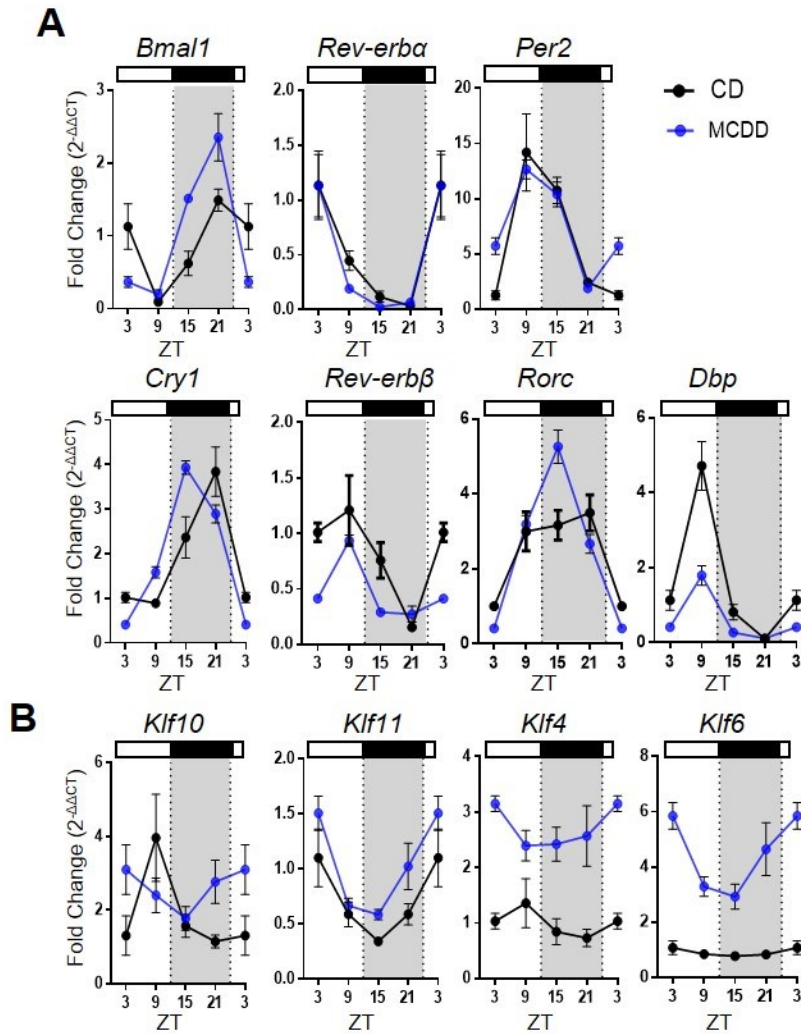 A
Bmal1 Rev-erbα Per2
CD
MCDD
Fold Change (2^-ΔΔCT)
3
2
1
0
3 9 15 21 3
ZT
2.0
1.5
1.0
0.5
0.0
3 9 15 21 3
ZT
20
15
10
5
0
3 9 15 21 3
ZT
Cry1 Rev-erbβ Rorc Dbp
Fold Change (2^-ΔΔCT)
5
4
3
2
1
0
3 9 15 21 3
ZT
2.0
1.5
1.0
0.5
0.0
3 9 15 21 3
ZT
6
4
2
0
3 9 15 21 3
ZT
6
4
2
0
3 9 15 21 3
ZT
B
Klf10 Klf11 Klf4 Klf6
Fold Change (2^-ΔΔCT)
6
4
2
0
3 9 15 21 3
ZT
2.0
1.5
1.0
0.5
0.0
3 9 15 21 3
ZT
4
3
2
1
0
3 9 15 21 3
ZT
8
6
4
2
0
3 9 15 21 3
ZT